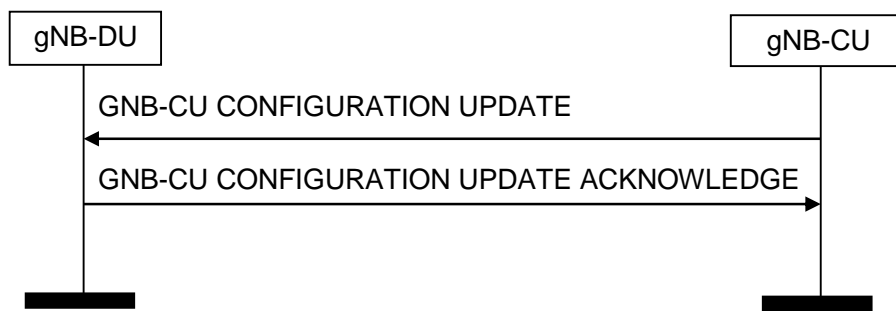 gNB-DU
gNB-CU
GNB-CU CONFIGURATION UPDATE
GNB-CU CONFIGURATION UPDATE ACKNOWLEDGE